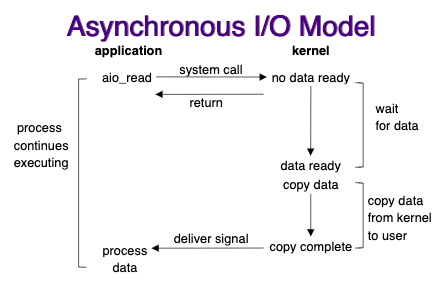 Asynchronous I/O Model
application
kernel
aio_read
system call
no data ready
return
wait
for data
process
continues
executing
data ready
copy data
copy data
from kernel
to user
deliver signal
copy complete
process
data